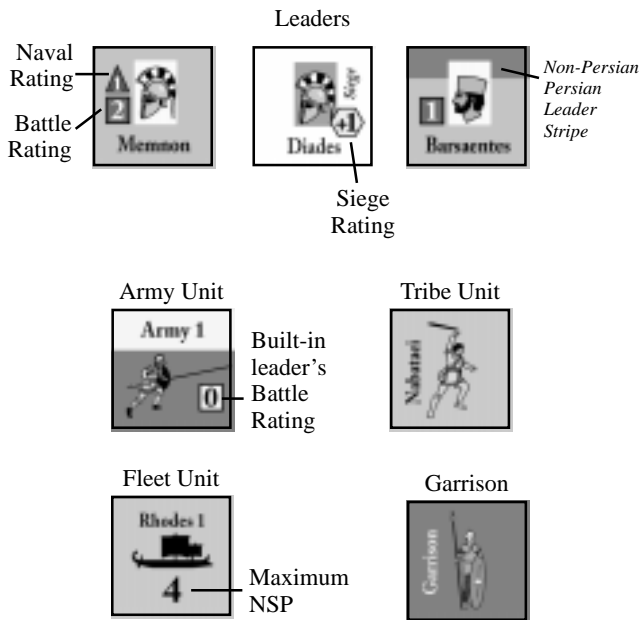 Leaders
Naval
Rating
1
2
Memnon
Battle
Rating
Siege
+1
Diades
Siege
Rating
1
Barsaentes
Non-Persian
Persian
Leader
Stripe
Army Unit
Army 1
0
Built-in
leader's
Battle
Rating
Tribe Unit
Nabataei
Fleet Unit
Rhodes 1
4
Maximum
NSP
Garrison
Garrison